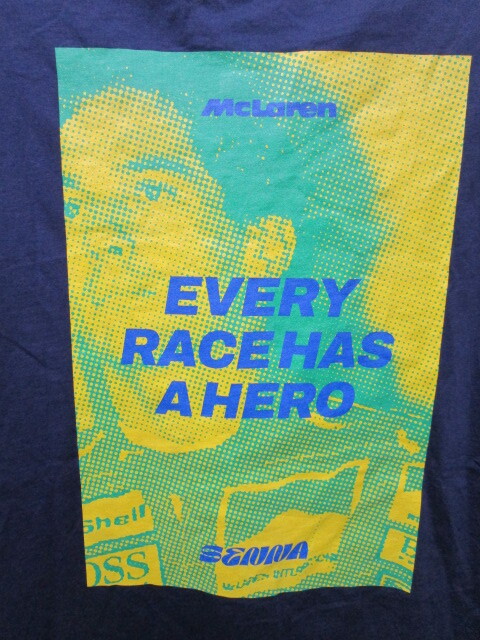 McLaren
EVERY
RACE HAS
A HERO
Shell
OSS
SENNA
McLAREN INTERNATIONAL